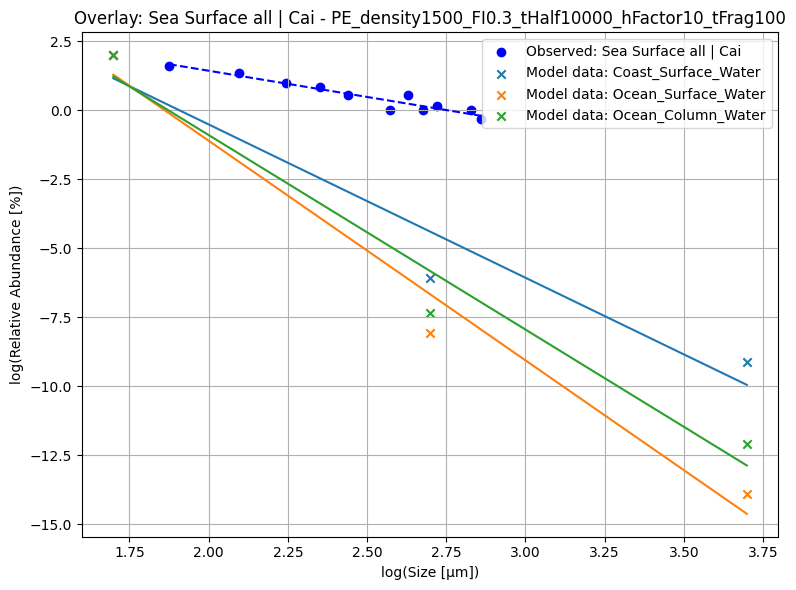 Overlay: Sea Surface all | Cai - PE_density1500_FI0.3_tHalf10000_hFactor10_tFrag100
Observed: Sea Surface all | Cai
Model data: Coast_Surface_Water
Model data: Ocean_Surface_Water
Model data: Ocean_Column_Water
log(Relative Abundance [%])
2.5
0.0
−2.5
−5.0
−7.5
−10.0
−12.5
−15.0
1.75 2.00 2.25 2.50 2.75 3.00 3.25 3.50 3.75
log(Size [µm])